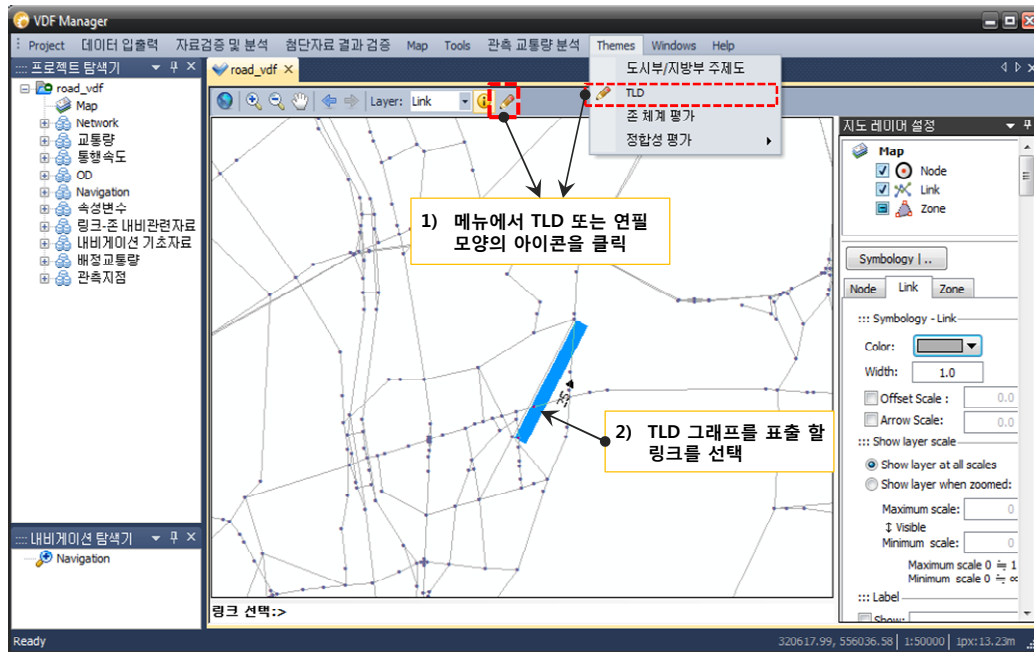 VDF Manager
Project 데이터 입출력 자료검증 및 분석 첨단자료 결과 검증 Map Tools 관측 교통량 분석 Themes Windows Help
프로젝트 탐색기
road_vdf
Map
Network
교통량
통행속도
OD
Navigation
속성변수
링크-존 내비관련자료
내비게이션 기초자료
배정교통량
관측지점
내비게이션 탐색기
Navigation
road_vdf
Layer: Link
도시부/지방부 주제도
TLD
존 체계 평가
정합성 평가
1) 메뉴에서 TLD 또는 연필
모양의 아이콘을 클릭
25
2) TLD 그래프를 표출 할
링크를 선택
링크 선택:>
지도 레이어 설정
Map
Node
Link
Zone
Symbology | ..
Node Link Zone
::: Symbology - Link
Color:
Width: 1.0
Offset Scale : 0.0
Arrow Scale: 0.0
::: Show layer scale
Show layer at all scales
Show layer when zoomed:
Maximum scale: 0
↕ Visible
Minimum scale: 0
Maximum scale 0 ≒ 1
Minimum scale 0 ≒ ∞
::: Label
Show:
Ready 320617.99, 556036.58 1:50000 1px:13.23m